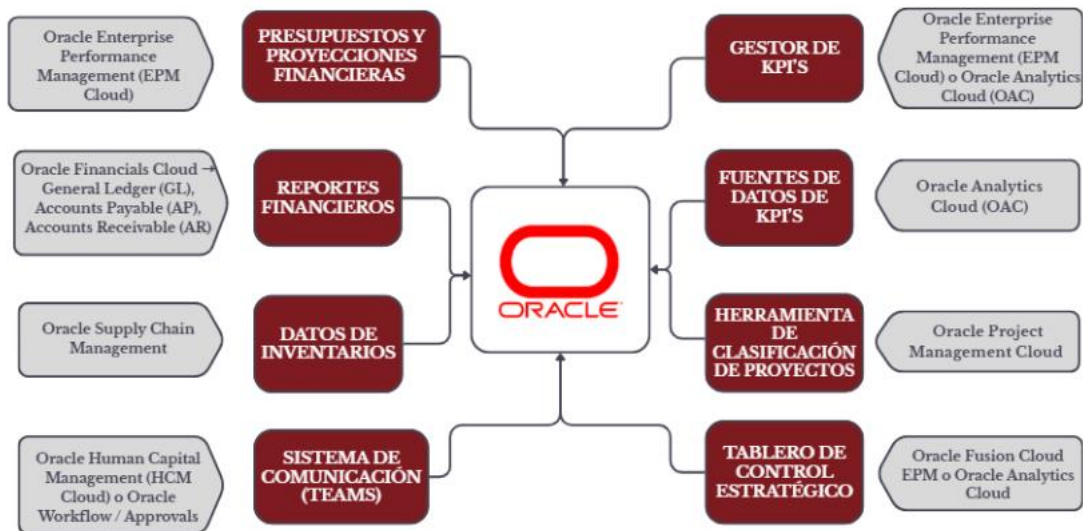 Oracle Enterprise
Performance
Management (EPM
Cloud)
PRESUPUESTOS Y
PROYECCIONES
FINANCIERAS
GESTOR DE
KPI'S
Oracle Enterprise
Performance
Management (EPM
Cloud) o Oracle Analytics
Cloud (OAC)
Oracle Financials Cloud →
General Ledger (GL),
Accounts Payable (AP),
Accounts Receivable (AR)
REPORTES
FINANCIEROS
FUENTES DE
DATOS DE
KPI'S
Oracle Analytics
Cloud (OAC)
ORACLE
Oracle Supply Chain
Management
DATOS DE
INVENTARIOS
HERRAMIENTA
DE
CLASIFICACIÓN
DE PROYECTOS
Oracle Project
Management Cloud
Oracle Human Capital
Management (HCM
Cloud) o Oracle
Workflow / Approvals
SISTEMA DE
COMUNICACIÓN
(TEAMS)
TABLERO DE
CONTROL
ESTRATÉGICO
Oracle Fusion Cloud
EPM o Oracle Analytics
Cloud